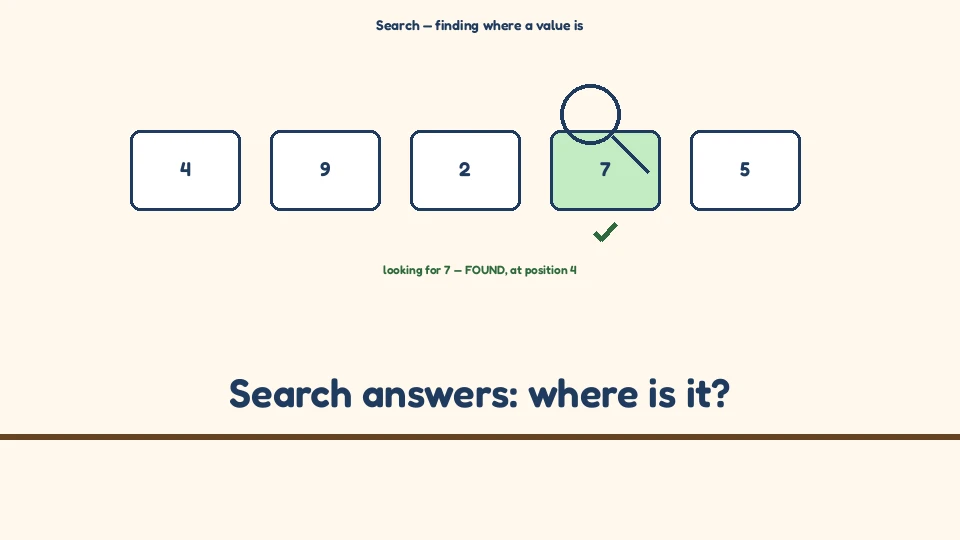 Search — finding where a value is
4 9 2 7 5
looking for 7 — FOUND, at position 4
Search answers: where is it?